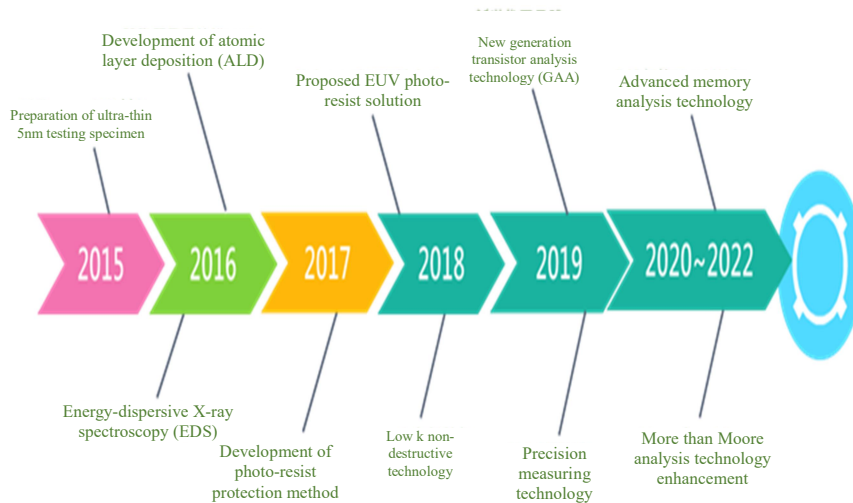 Development of atomic
layer deposition (ALD)
New generation
transistor analysis
technology (GAA)
Proposed EUV photo-
resist solution
Advanced memory
analysis technology
Preparation of ultra-thin
5nm testing specimen
2015
2016
2017
2018
2019
2020~2022
Energy-dispersive X-ray
spectroscopy (EDS)
Development of
photo-resist
protection method
Low k non-
destructive
technology
Precision
measuring
technology
More than Moore
analysis technology
enhancement